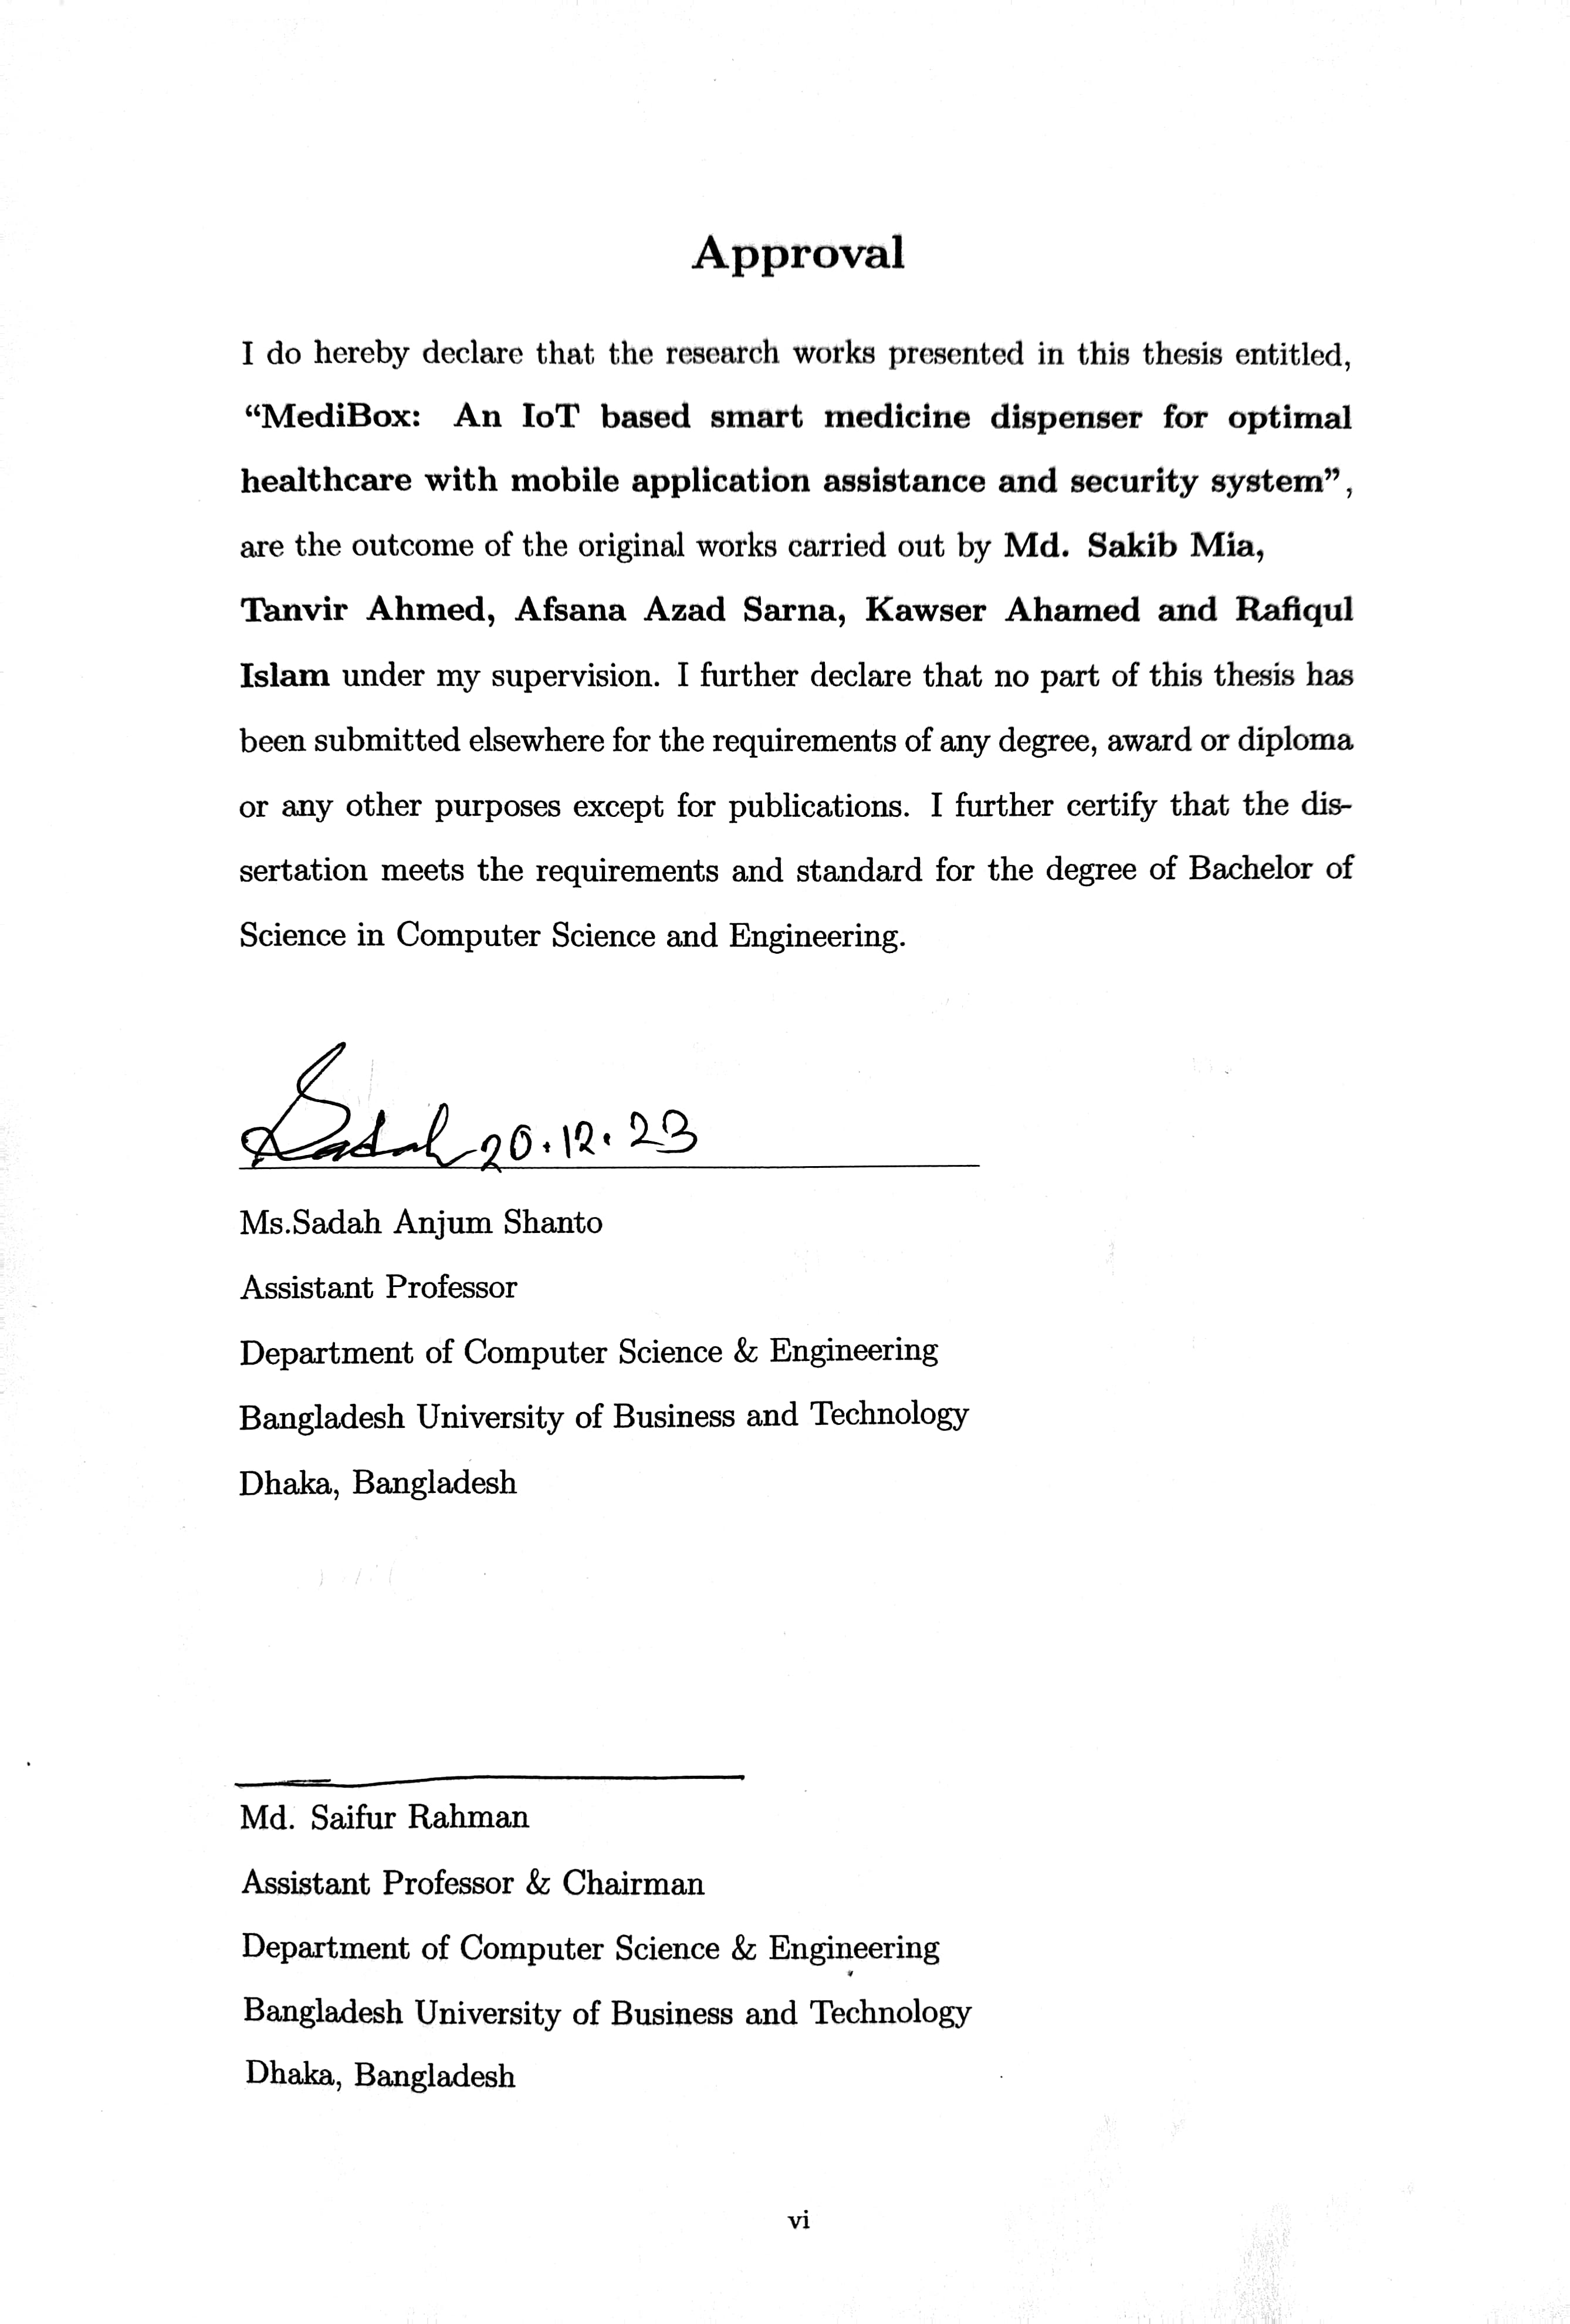 Approval
I do hereby declare that the research works presented in this thesis entitled,
“MediBox: An IoT based smart medicine dispenser for optimal
healthcare with mobile application assistance and security system”,
are the outcome of the original works carried out by Md. Sakib Mia,
Tanvir Ahmed, Afsana Azad Sarna, Kawser Ahamed and Rafiqul
Islam under my supervision. I further declare that no part of this thesis has
been submitted elsewhere for the requirements of any degree, award or diploma
or any other purposes except for publications. I further certify that the dis-
sertation meets the requirements and standard for the degree of Bachelor of
Science in Computer Science and Engineering.
Sadah 20.12.23
Ms.Sadah Anjum Shanto
Assistant Professor
Department of Computer Science & Engineering
Bangladesh University of Business and Technology
Dhaka, Bangladesh
Md. Saifur Rahman
Assistant Professor & Chairman
Department of Computer Science & Engineering
Bangladesh University of Business and Technology
Dhaka, Bangladesh
vi